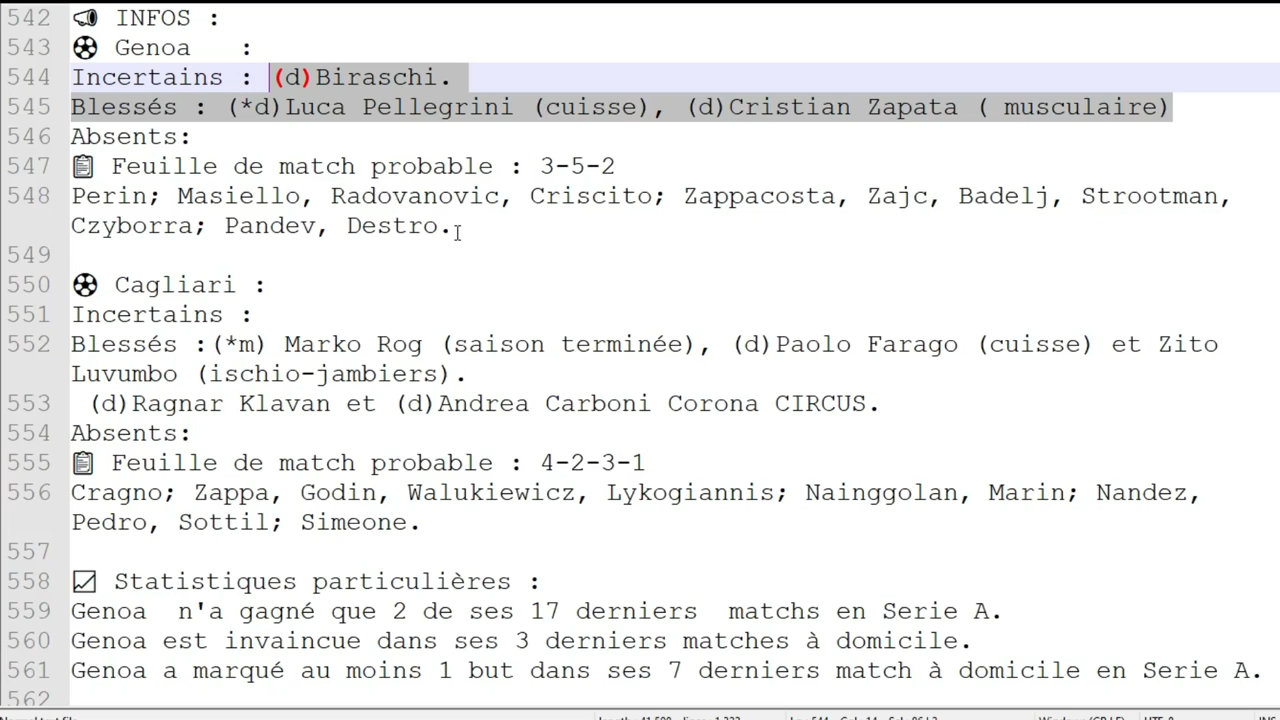 542 📣 INFOS :
543 ⚽ Genoa   :
544 Incertains : (d)Biraschi.
545 Blessés : (*d)Luca Pellegrini (cuisse), (d)Cristian Zapata ( musculaire)
546 Absents:
547 📋 Feuille de match probable : 3-5-2
548 Perin; Masiello, Radovanovic, Criscito; Zappacosta, Zajc, Badelj, Strootman,
Czyborra; Pandev, Destro.
549
550 ⚽ Cagliari :
551 Incertains :
552 Blessés :(*m) Marko Rog (saison terminée), (d)Paolo Farago (cuisse) et Zito
Luvumbo (ischio-jambiers).
553  (d)Ragnar Klavan et (d)Andrea Carboni Corona CIRCUS.
554 Absents:
555 📋 Feuille de match probable : 4-2-3-1
556 Cragno; Zappa, Godin, Walukiewicz, Lykogiannis; Nainggolan, Marin; Nandez,
Pedro, Sottil; Simeone.
557
558 📈 Statistiques particulières :
559 Genoa  n'a gagné que 2 de ses 17 derniers  matchs en Serie A.
560 Genoa est invaincue dans ses 3 derniers matches à domicile.
561 Genoa a marqué au moins 1 but dans ses 7 derniers match à domicile en Serie A.
562